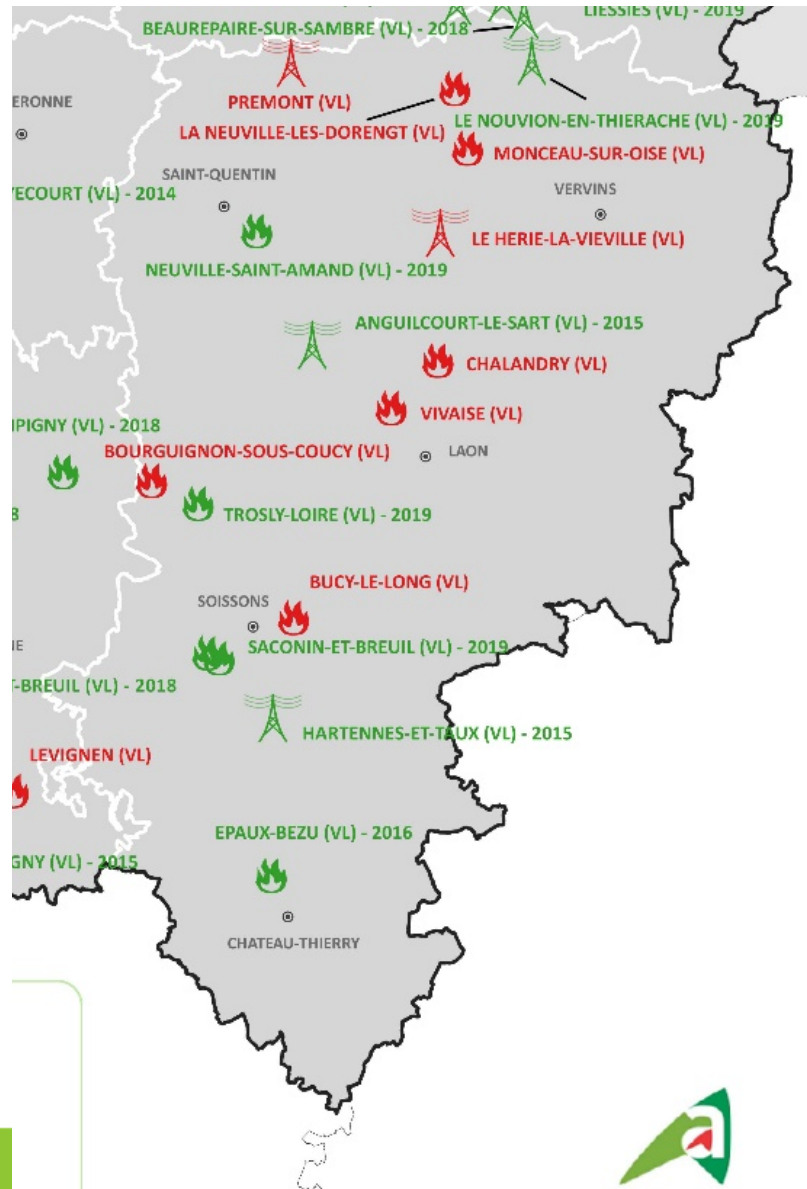 LIESSIES (VL) - 2019
BEAUREPAIRE-SUR-SAMBRE (VL) - 2018
PREMONT (VL)
ERONNE
LA NEUVILLE-LES-DORENGT (VL)
LE NOUVION-EN-THIERACHE (VL) - 2019
MONCEAU-SUR-OISE (VL)
SAINT-QUENTIN
VERVINS
YECOURT (VL) - 2014
LE HERIE-LA-VIEVILLE (VL)
NEUVILLE-SAINT-AMAND (VL) - 2019
ANGUILCOURT-LE-SART (VL) - 2015
CHALANDRY (VL)
VIVAISE (VL)
IPIGNY (VL) - 2018
BOURGUIGNON-SOUS-COUCY (VL)
LAON
8
TROSLY-LOIRE (VL) - 2019
BUCY-LE-LONG (VL)
SOISSONS
NE
SACONIN-ET-BREUIL (VL) - 2019
T-BREUIL (VL) - 2018
HARTENNES-ET-TAUX (VL) - 2015
LEVIGNEN (VL)
EPAUX-BEZU (VL) - 2016
GNY (VL) - 2015
CHATEAU-THIERRY
a